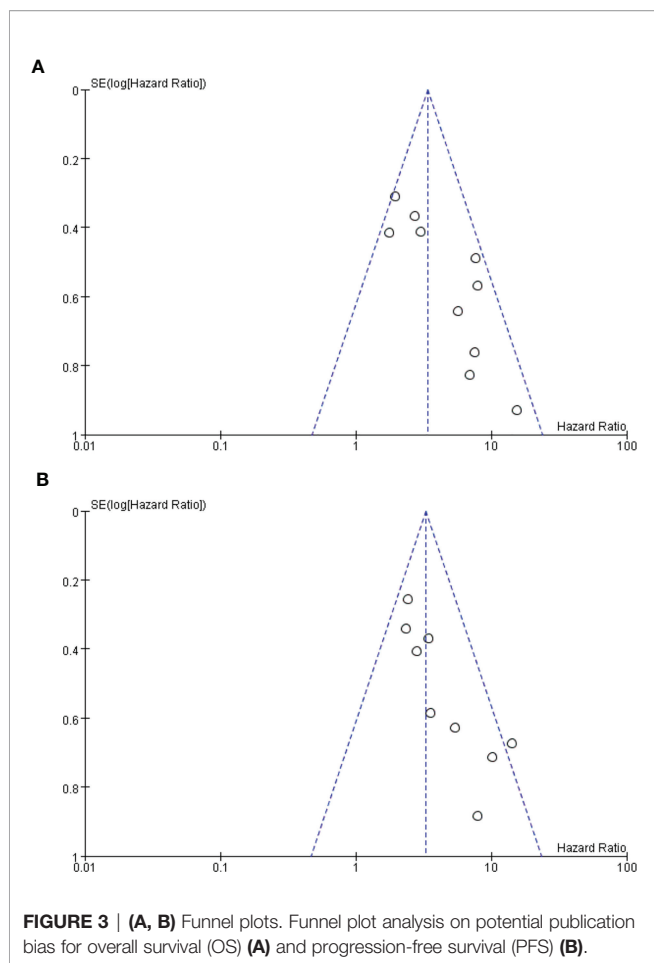 A
SE(log[Hazard Ratio])
0
0.2
0.4
0.6
0.8
1
Hazard Ratio
0.01 0.1 1 10 100
B
SE(log[Hazard Ratio])
0
0.2
0.4
0.6
0.8
1
Hazard Ratio
0.01 0.1 1 10 100
FIGURE 3 | (A, B) Funnel plots. Funnel plot analysis on potential publication
bias for overall survival (OS) (A) and progression-free survival (PFS) (B).